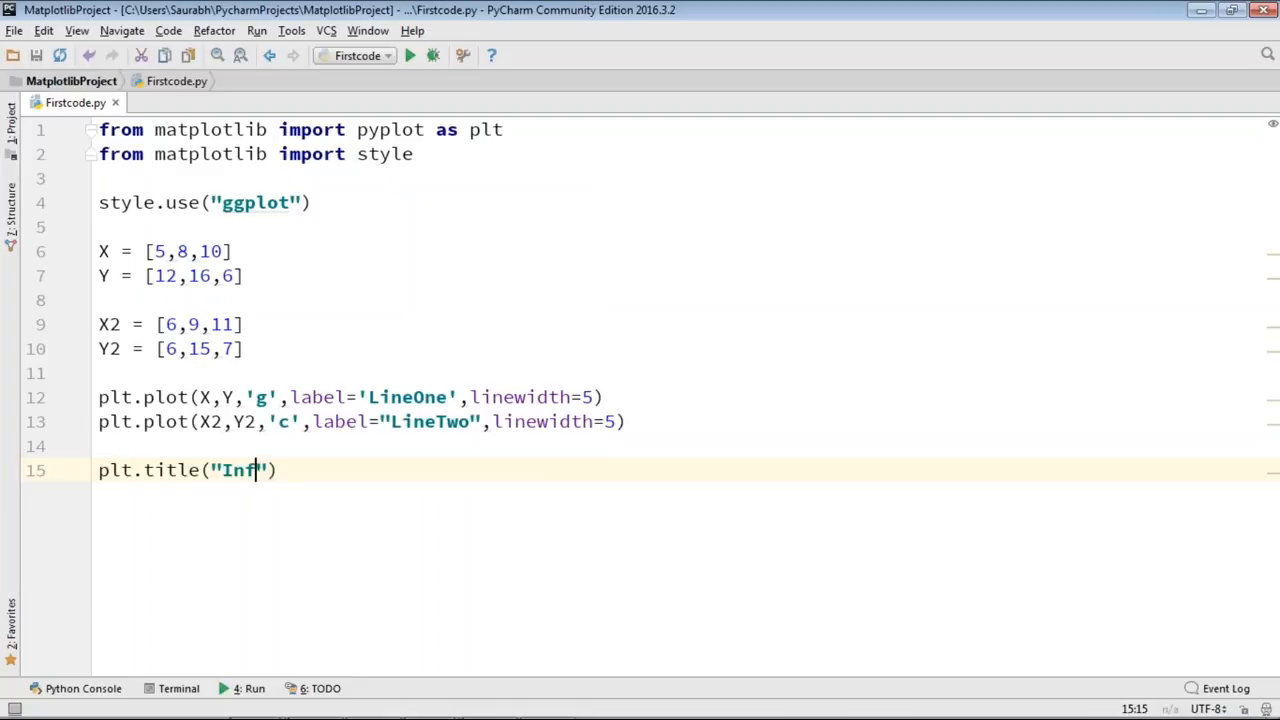 MatplotlibProject - [C:\Users\Saurabh\PycharmProjects\MatplotlibProject] - ...\Firstcode.py - PyCharm Community Edition 2016.3.2
File Edit View Navigate Code Refactor Run Tools VCS Window Help
Firstcode
MatplotlibProject Firstcode.py
Firstcode.py
1: Project
7: Structure
2: Favorites
1 from matplotlib import pyplot as plt
2 from matplotlib import style
3
4 style.use("ggplot")
5
6 X = [5,8,10]
7 Y = [12,16,6]
8
9 X2 = [6,9,11]
10 Y2 = [6,15,7]
11
12 plt.plot(X,Y,'g',label='LineOne',linewidth=5)
13 plt.plot(X2,Y2,'c',label="LineTwo",linewidth=5)
14
15 plt.title("Inf")
Python Console Terminal 4: Run 6: TODO Event Log
15:15 n/a UTF-8